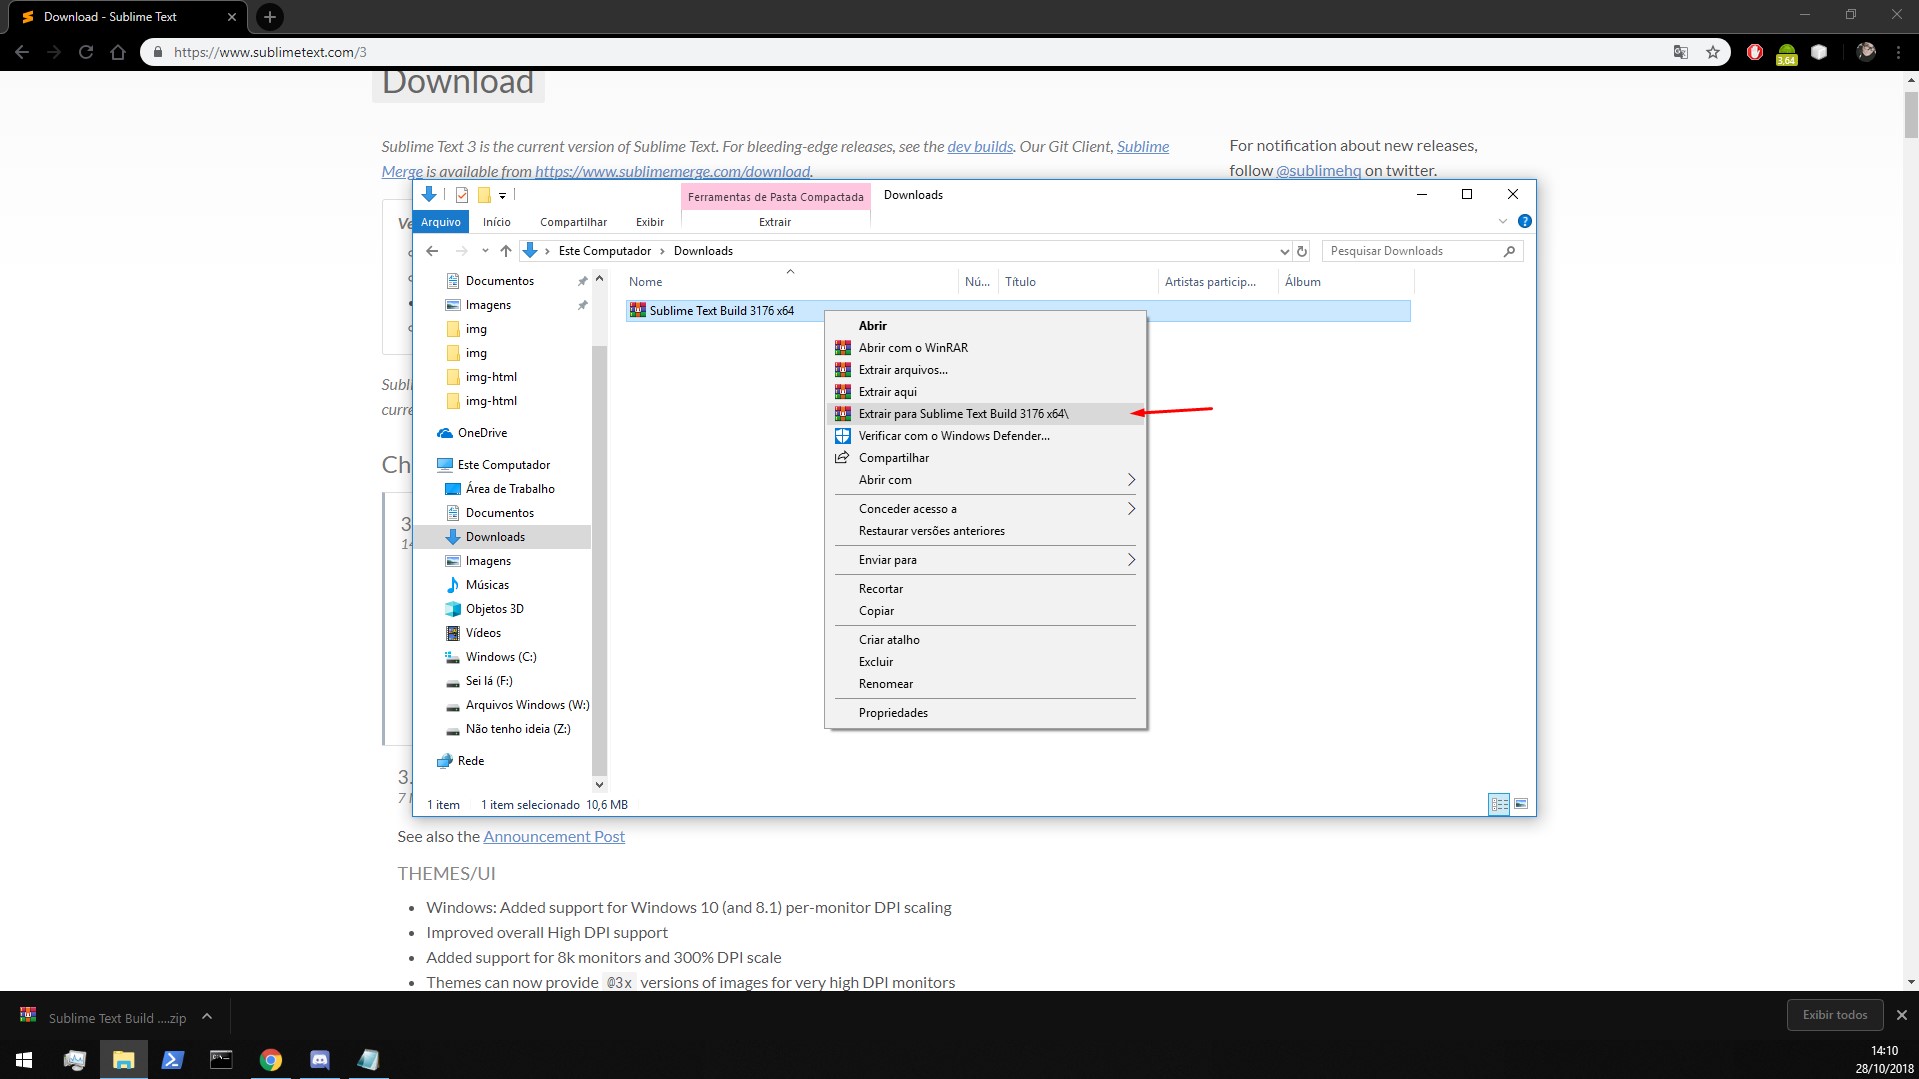 Download - Sublime Text
https://www.sublimetext.com/3
3,64
Download
Sublime Text 3 is the current version of Sublime Text. For bleeding-edge releases, see the dev builds. Our Git Client, Sublime
Merge is available from https://www.sublimemerge.com/download.
For notification about new releases,
follow @sublimehq on twitter.
Ve
Subl
curre
Ch
3
14
3.
7
Ferramentas de Pasta Compactada
Downloads
Arquivo
Início
Compartilhar
Exibir
Extrair
Este Computador
Downloads
Pesquisar Downloads
Documentos
Imagens
img
img
img-html
img-html
OneDrive
Este Computador
Área de Trabalho
Documentos
Downloads
Imagens
Músicas
Objetos 3D
Vídeos
Windows (C:)
Sei lá (F:)
Arquivos Windows (W:)
Não tenho ideia (Z:)
Rede
Nome
Nú...
Título
Artistas particip...
Álbum
Sublime Text Build 3176 x64
Abrir
Abrir com o WinRAR
Extrair arquivos...
Extrair aqui
Extrair para Sublime Text Build 3176 x64\
Verificar com o Windows Defender...
Compartilhar
Abrir com
Conceder acesso a
Restaurar versões anteriores
Enviar para
Recortar
Copiar
Criar atalho
Excluir
Renomear
Propriedades
1 item
1 item selecionado 10,6 MB
See also the Announcement Post
THEMES/UI
Windows: Added support for Windows 10 (and 8.1) per-monitor DPI scaling
Improved overall High DPI support
Added support for 8k monitors and 300% DPI scale
Themes can now provide @3x versions of images for very high DPI monitors
Sublime Text Build ....zip
Exibir todos
14:10
28/10/2018